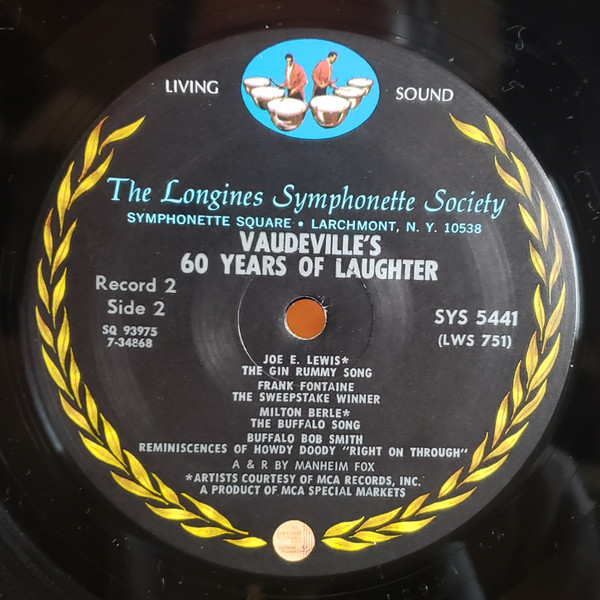 LIVING SOUND
The Longines Symphonette Society
SYMPHONETTE SQUARE • LARCHMONT, N. Y. 10538
VAUDEVILLE'S
60 YEARS OF LAUGHTER
Record 2
Side 2
SQ 93975
7-34868
SYS 5441
(LWS 751)
JOE E. LEWIS*
THE GIN RUMMY SONG
FRANK FONTAINE
THE SWEEPSTAKE WINNER
MILTON BERLE*
THE BUFFALO SONG
BUFFALO BOB SMITH
REMINISCENCES OF HOWDY DOODY "RIGHT ON THROUGH"
A & R BY MANHEIM FOX
*ARTISTS COURTESY OF MCA RECORDS, INC.
A PRODUCT OF MCA SPECIAL MARKETS